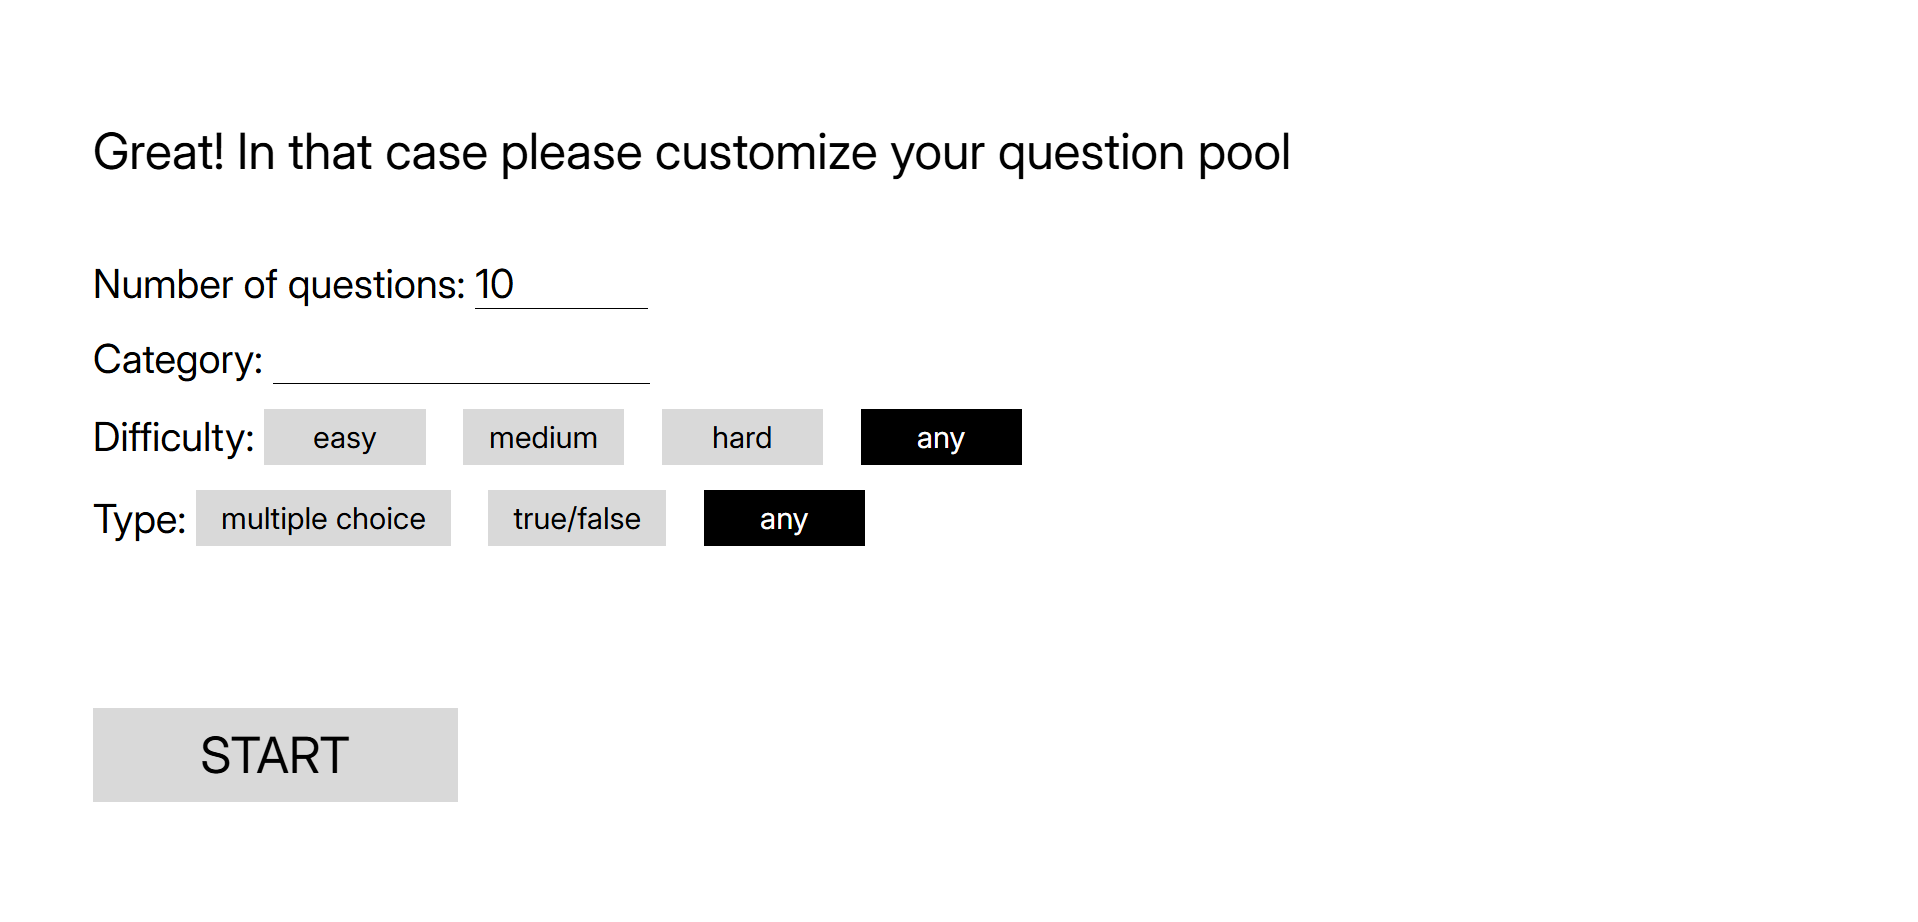 Great! In that case please customize your question pool
Number of questions: 10
Category:
Difficulty: easy medium hard any
Type: multiple choice true/false any
START